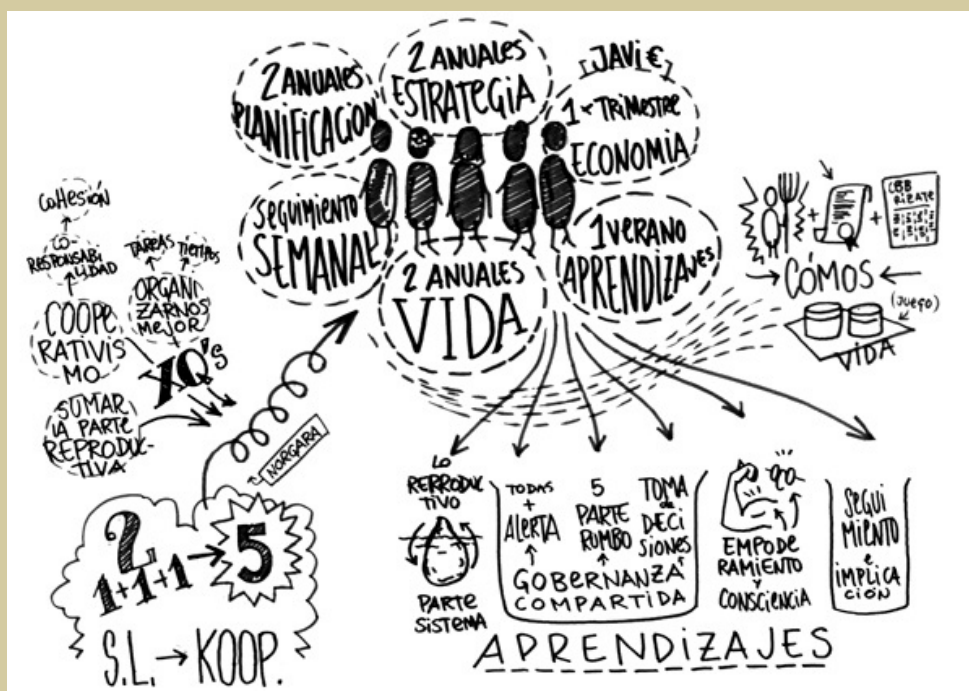 2 ANUALES
PLANIFICACION
2 ANUALES
ESTRATEGIA
[JAVI €]
1 x TRIMESTRE
ECONOMIA
SEGUIMIENTO
SEMANAL
2 ANUALES
VIDA
1 VERANO
APRENDIZAJES
COHESIÓN
CO-
RESPONSABI
LIDAD
COOPE
RATIVIS
MO
TAREAS
TIEMPOS
ORGANI
ZARNOS
MEJOR
XQ's
SUMAR
LA PARTE
REPRODUC-
TIVA
NORGARA
2
1+1+1 → 5
S.L. → KOOP.
+
+
→ CÓMOS ←
(JUEGO)
VIDA
LO
REPRODUC
TIVO
PARTE
SISTEMA
TODAS
+
ALERTA
5
PARTE
RUMBO
TOMA
de DECI
SIONES
GOBERNANZA
COMPARTIDA
EMPODE
RAMIENTO
Y
CONSCIENCIA
SEGUI
MIENTO
e
IMPLICA
CIÓN
APRENDIZAJES